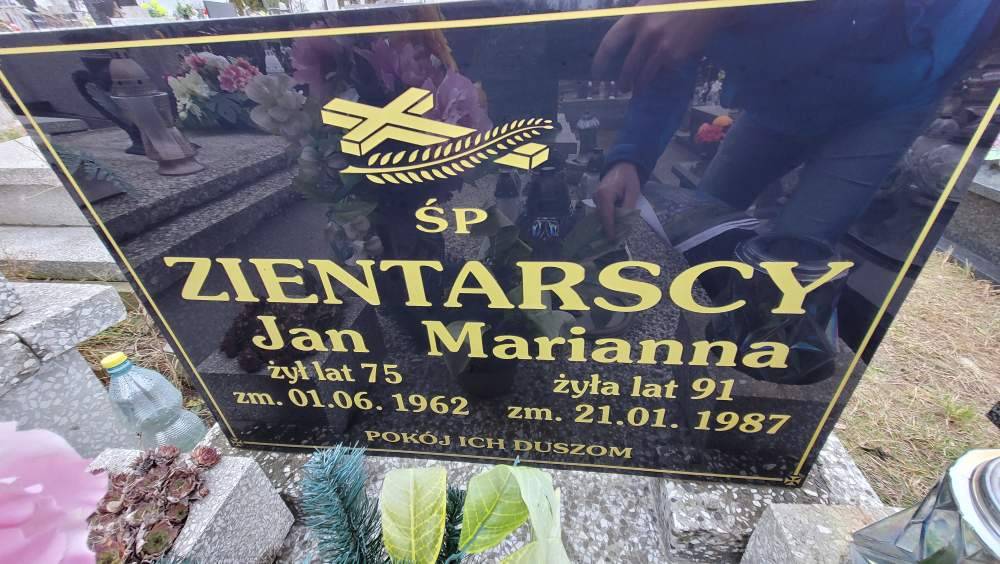 ŚP
ZIENTARSCY
Jan Marianna
żył lat 75 żyła lat 91
zm. 01.06. 1962 zm. 21.01. 1987
POKÓJ ICH DUSZOM